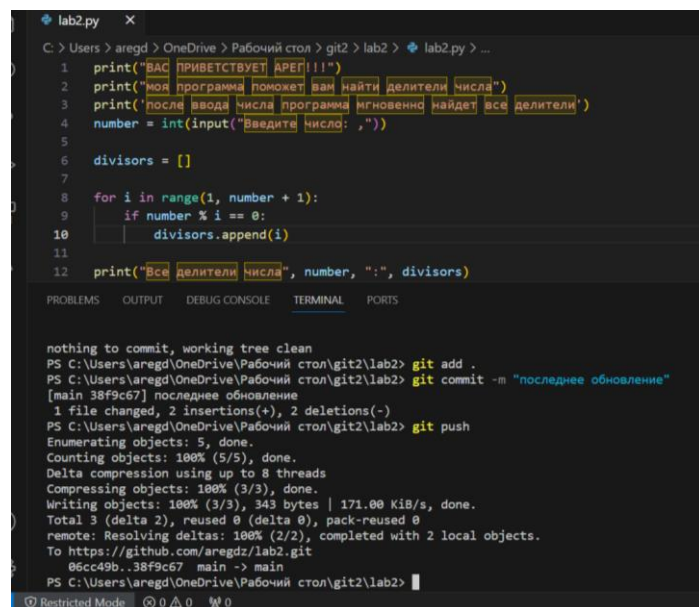 lab2.py
C: > Users > aregd > OneDrive > Рабочий стол > git2 > lab2 > lab2.py > ...
1 print("ВАС ПРИВЕТСТВУЕТ АРЕГ!!!")
2 print("моя программа поможет вам найти делители числа")
3 print('после ввода числа программа мгновенно найдет все делители')
4 number = int(input("Введите число: ,"))
5
6 divisors = []
7
8 for i in range(1, number + 1):
9 if number % i == 0:
10 divisors.append(i)
11
12 print("Все делители числа", number, ":", divisors)
PROBLEMS OUTPUT DEBUG CONSOLE TERMINAL PORTS
nothing to commit, working tree clean
PS C:\Users\aregd\OneDrive\Рабочий стол\git2\lab2> git add .
PS C:\Users\aregd\OneDrive\Рабочий стол\git2\lab2> git commit -m "последнее обновление"
[main 38f9c67] последнее обновление
1 file changed, 2 insertions(+), 2 deletions(-)
PS C:\Users\aregd\OneDrive\Рабочий стол\git2\lab2> git push
Enumerating objects: 5, done.
Counting objects: 100% (5/5), done.
Delta compression using up to 8 threads
Compressing objects: 100% (3/3), done.
Writing objects: 100% (3/3), 343 bytes | 171.00 KiB/s, done.
Total 3 (delta 2), reused 0 (delta 0), pack-reused 0
remote: Resolving deltas: 100% (2/2), completed with 2 local objects.
To https://github.com/aregdz/lab2.git
06cc49b..38f9c67 main -> main
PS C:\Users\aregd\OneDrive\Рабочий стол\git2\lab2>
Restricted Mode 0 0 0